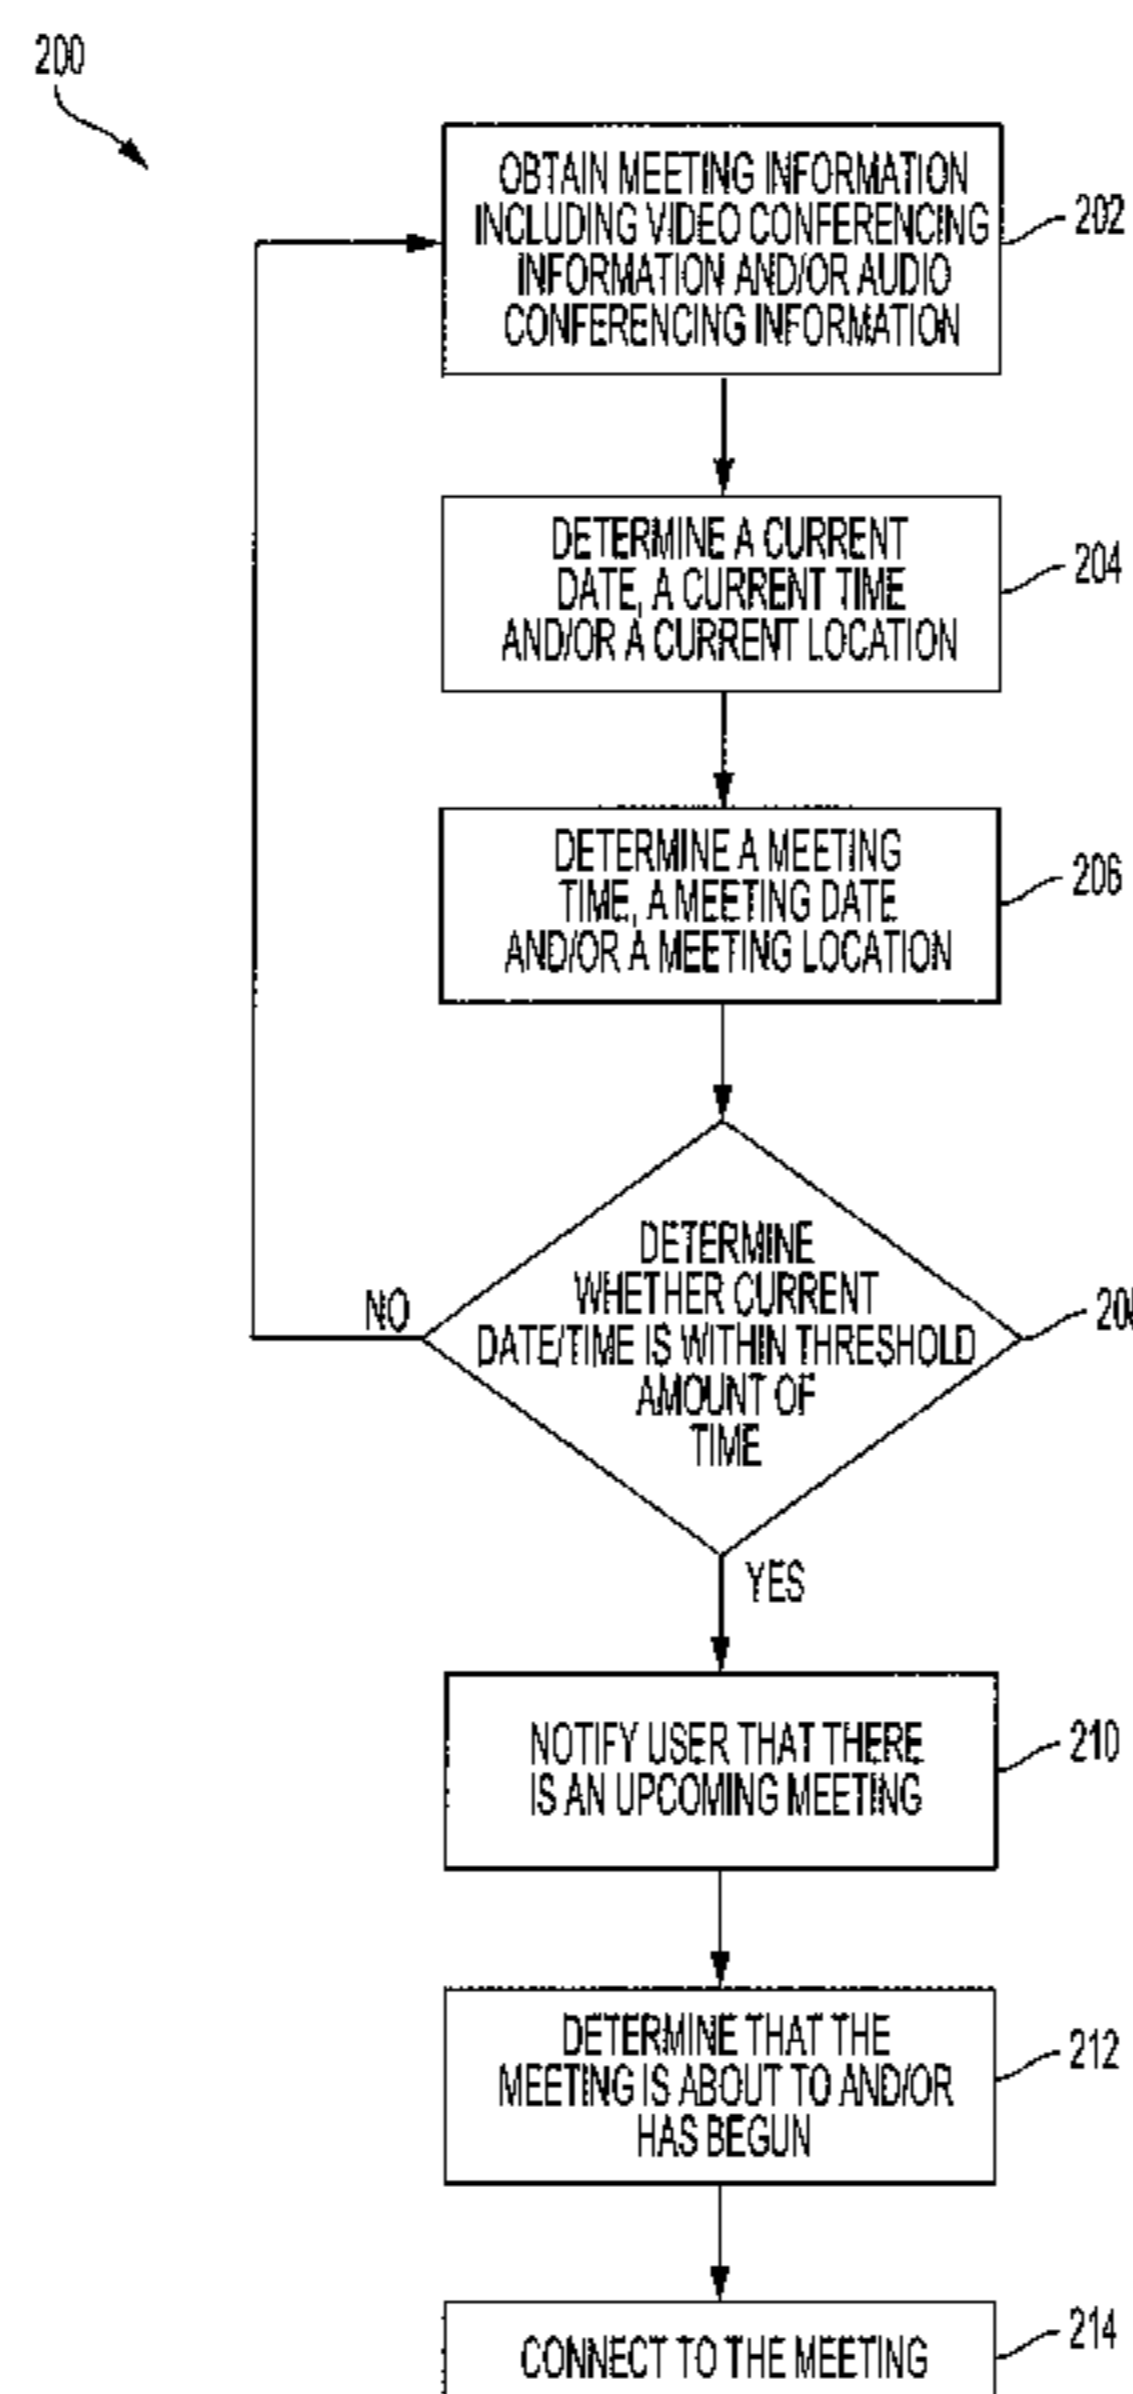 200
OBTAIN MEETING INFORMATION
INCLUDING VIDEO CONFERENCING
INFORMATION AND/OR AUDIO
CONFERENCING INFORMATION
202
DETERMINE A CURRENT
DATE, A CURRENT TIME
AND/OR A CURRENT LOCATION
204
DETERMINE A MEETING
TIME, A MEETING DATE
AND/OR A MEETING LOCATION
206
DETERMINE
WHETHER CURRENT
DATE/TIME IS WITHIN THRESHOLD
AMOUNT OF
TIME
NO
YES
NOTIFY USER THAT THERE
IS AN UPCOMING MEETING
210
DETERMINE THAT THE
MEETING IS ABOUT TO AND/OR
HAS BEGUN
212
CONNECT TO THE MEETING
214